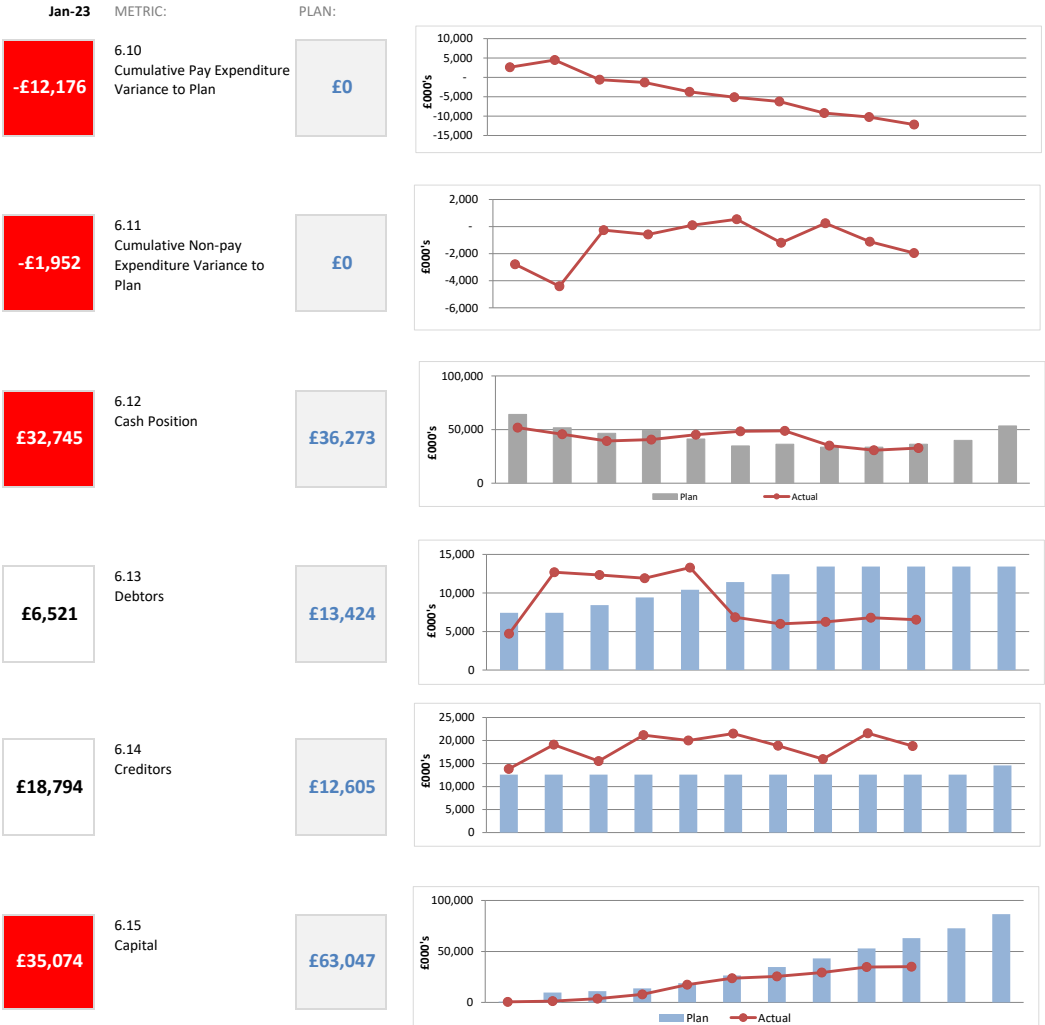 Jan-23 METRIC: PLAN:
-£12,176
6.10
Cumulative Pay Expenditure
Variance to Plan
£0
£000's
10,000
5,000
-
-5,000
-10,000
-15,000
-£1,952
6.11
Cumulative Non-pay
Expenditure Variance to
Plan
£0
£000's
2,000
-
-2,000
-4,000
-6,000
£32,745
6.12
Cash Position
£36,273
£000's
100,000
50,000
0
Plan Actual
£6,521
6.13
Debtors
£13,424
£000's
15,000
10,000
5,000
0
£18,794
6.14
Creditors
£12,605
£000's
25,000
20,000
15,000
10,000
5,000
0
£35,074
6.15
Capital
£63,047
£000's
100,000
50,000
0
Plan Actual